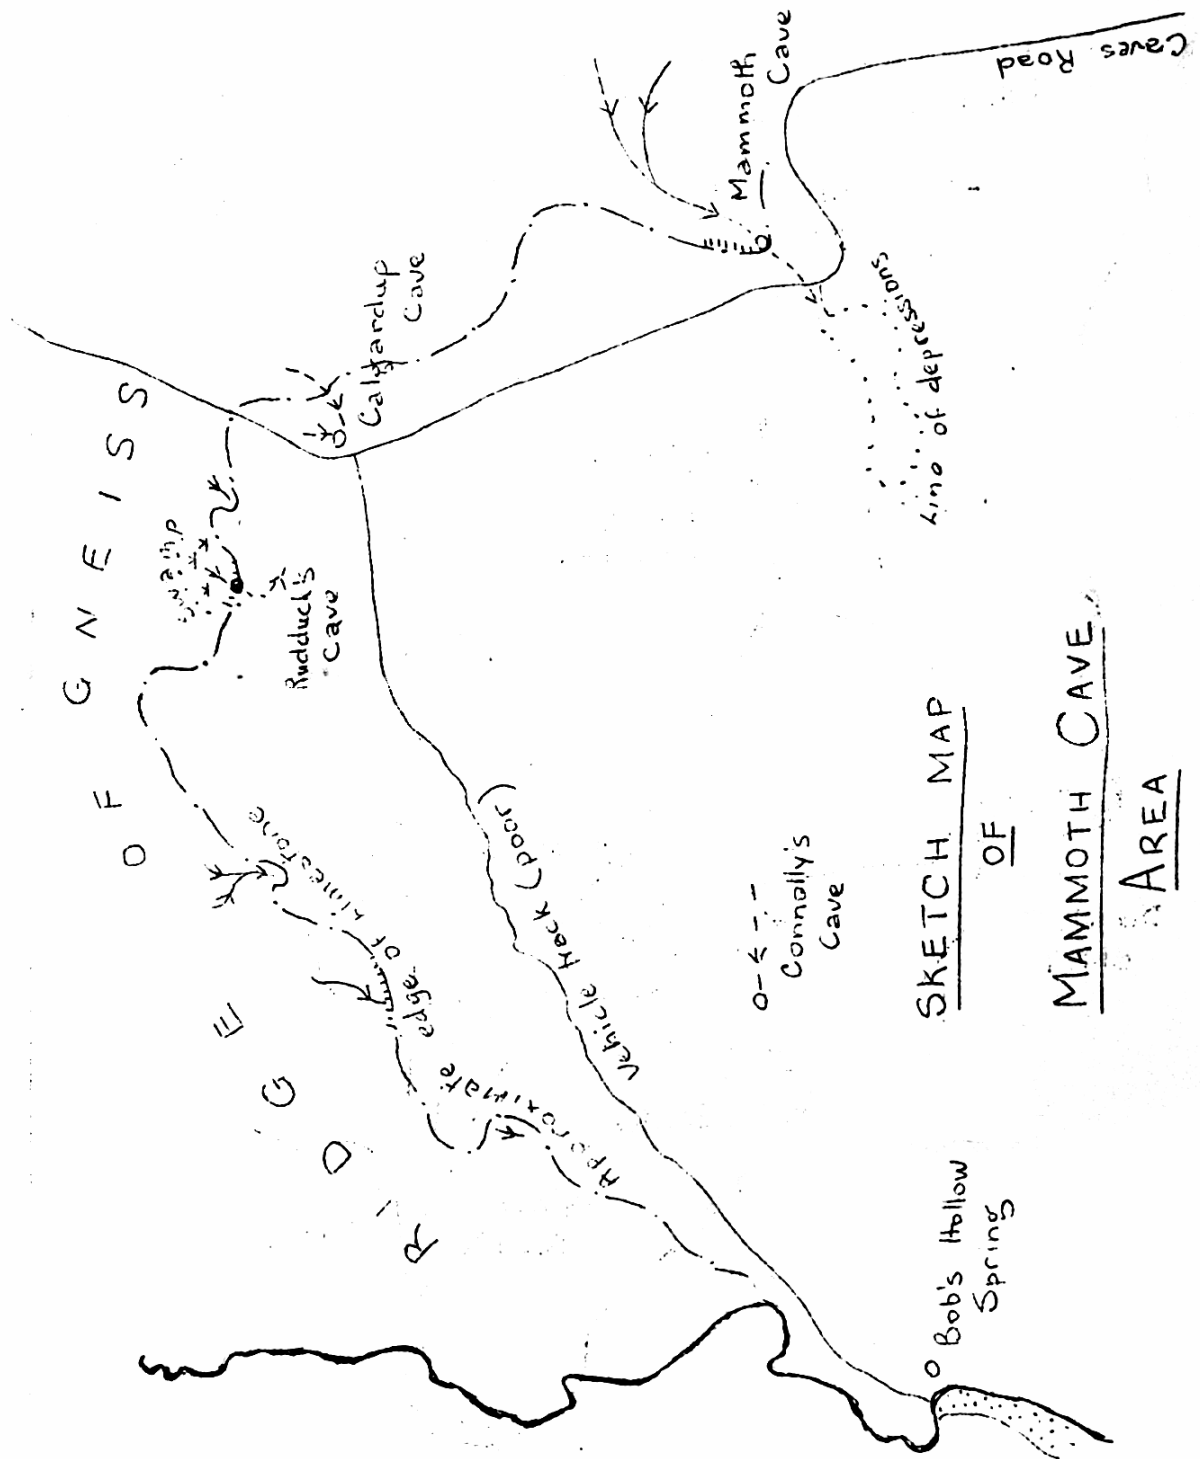 RIDGE OF GNEISS
Swamp
Rudduck's
Cave
Calgardup
Cave
Mammoth
Cave
Caves Road
Approximate edge of Limestone
Vehicle track (poor)
Line of depressions
Connolly's
Cave
Bob's Hollow
Spring
SKETCH MAP
OF
MAMMOTH CAVE
AREA